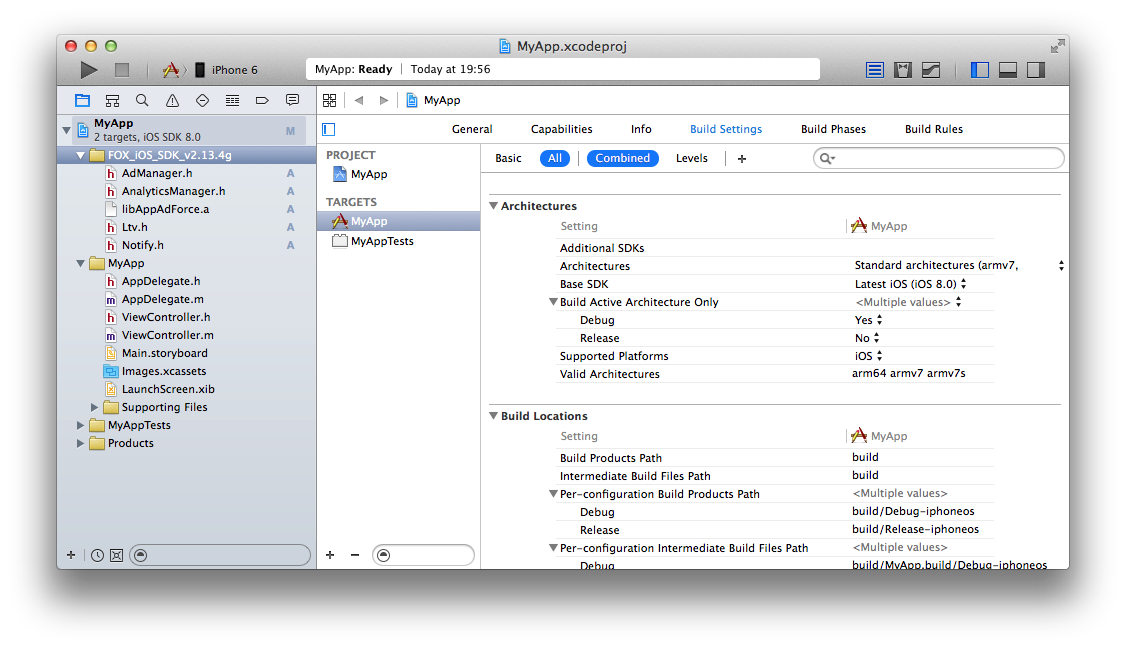 MyApp.xcodeproj
iPhone 6
MyApp: Ready | Today at 19:56
MyApp
2 targets, iOS SDK 8.0
M
FOX_iOS_SDK_v2.13.4g
AdManager.h A
AnalyticsManager.h A
libAppAdForce.a A
Ltv.h A
Notify.h A
MyApp
AppDelegate.h
AppDelegate.m
ViewController.h
ViewController.m
Main.storyboard
Images.xcassets
LaunchScreen.xib
Supporting Files
MyAppTests
Products
MyApp
General Capabilities Info Build Settings Build Phases Build Rules
PROJECT
MyApp
TARGETS
MyApp
MyAppTests
Basic All Combined Levels +
Architectures
Setting MyApp
Additional SDKs
Architectures Standard architectures (armv7,
Base SDK Latest iOS (iOS 8.0)
Build Active Architecture Only <Multiple values>
Debug Yes
Release No
Supported Platforms iOS
Valid Architectures arm64 armv7 armv7s
Build Locations
Setting MyApp
Build Products Path build
Intermediate Build Files Path build
Per-configuration Build Products Path <Multiple values>
Debug build/Debug-iphoneos
Release build/Release-iphoneos
Per-configuration Intermediate Build Files Path <Multiple values>
Debug build/MyApp.build/Debug-iphoneos